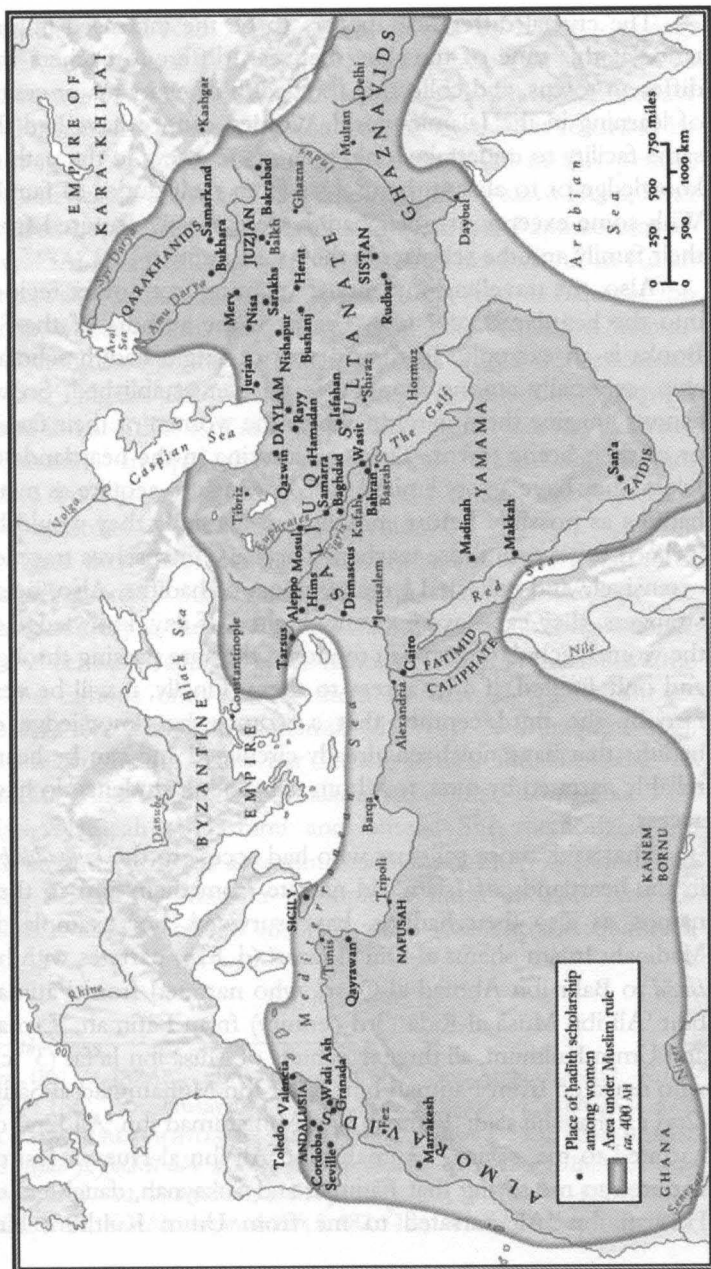 EMPIRE OF
KARA-KHITA
Kashgar
Rhine
Danube
Volga
Aral
Sea
Syr Darya
QARAKHANIDS
Amu Darya
Samarkand
Bukhara
BYZANTINE
EMPIRE
Black Sea
Constantinople
Caspian Sea
Tibriz
Jurjan
Merv
Nisa
Sarakhs
JUZJAN
Balkh
Bakrabad
Toledo
Valencia
ANDALUSIA
Cordoba
Seville
Wadi Ash
Granada
SICILY
Tunis
Qayrawan
Mediterranean Sea
Tarsus
Aleppo
Mosul
Hims
Euphrates
Tigris
Qazwin
DAYLAM
Rayy
Hamadan
Nishapur
Bushanj
Herat
Ghazna
Indus
Multan
Delhi
Samarra
Baghdad
Isfahan
SALJUQ SULTANATE
GHAZNAVIDS
Damascus
Jerusalem
Kufah
Wasit
Bahran
Basrah
Shiraz
SISTAN
Rudbar
Hormuz
The Gulf
Daybul
ALMORAVIDS
Fez
Marrakesh
Tripoli
NAFUSAH
Barqa
Alexandria
Cairo
FATIMID
CALIPHATE
Nile
Red Sea
Madinah
Makkah
YAMAMA
San'a
ZAIDIS
Arabian
Sea
GHANA
Senegal
Niger
KANEM
BORNU
Place of hadith scholarship
among women
Area under Muslim rule
ca. 400 AH
0 250 500 750 miles
0 500 1000 km